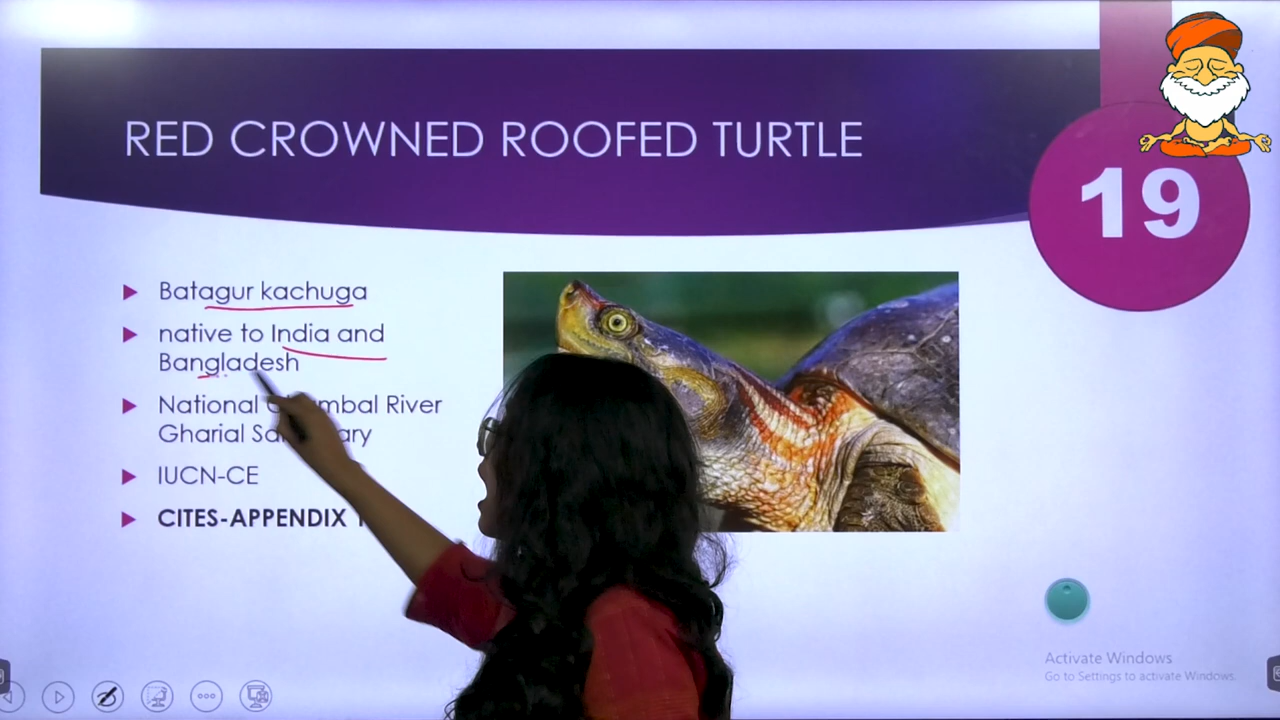 RED CROWNED ROOFED TURTLE
19
Batagur kachuga
native to India and
Bangladesh
National River
Gharial
IUCN-CE
CITES-APPENDIX
Activate Windows
Go to Settings to activate Windows.